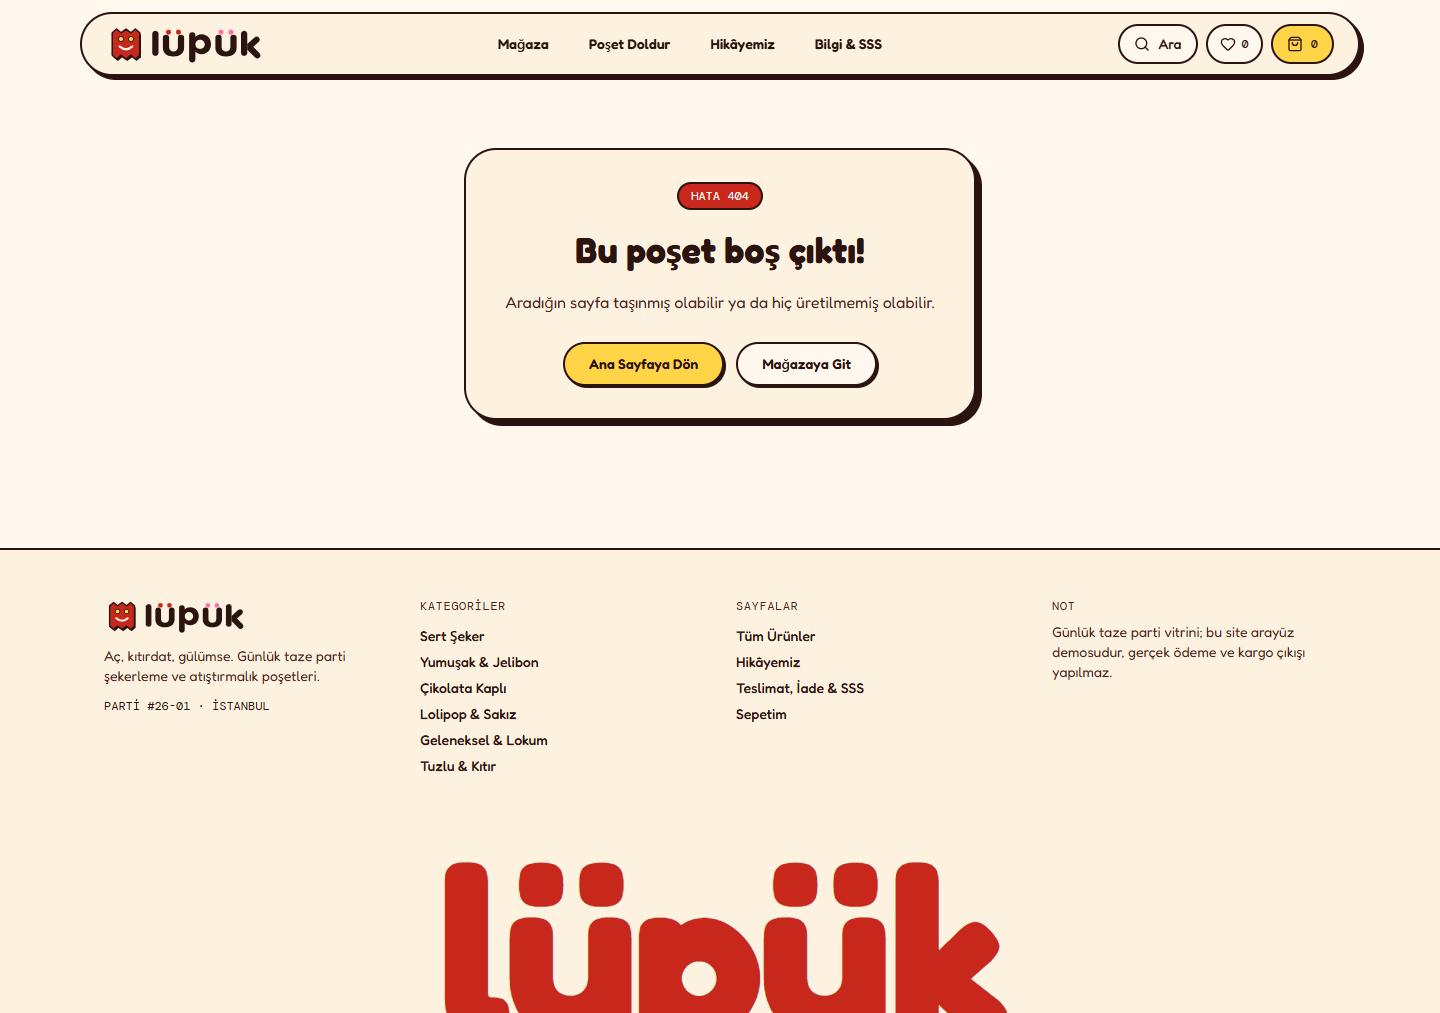 lüpük
Mağaza
Poşet Doldur
Hikâyemiz
Bilgi & SSS
Ara
0
0
HATA 404
Bu poşet boş çıktı!
Aradığın sayfa taşınmış olabilir ya da hiç üretilmemiş olabilir.
Ana Sayfaya Dön
Mağazaya Git
lüpük
Aç, kıtırdat, gülümse. Günlük taze parti
şekerleme ve atıştırmalık poşetleri.
PARTİ #26-01 · İSTANBUL
KATEGORİLER
Sert Şeker
Yumuşak & Jelibon
Çikolata Kaplı
Lolipop & Sakız
Geleneksel & Lokum
Tuzlu & Kıtır
SAYFALAR
Tüm Ürünler
Hikâyemiz
Teslimat, İade & SSS
Sepetim
NOT
Günlük taze parti vitrini; bu site arayüz
demosudur, gerçek ödeme ve kargo çıkışı
yapılmaz.
lüpük